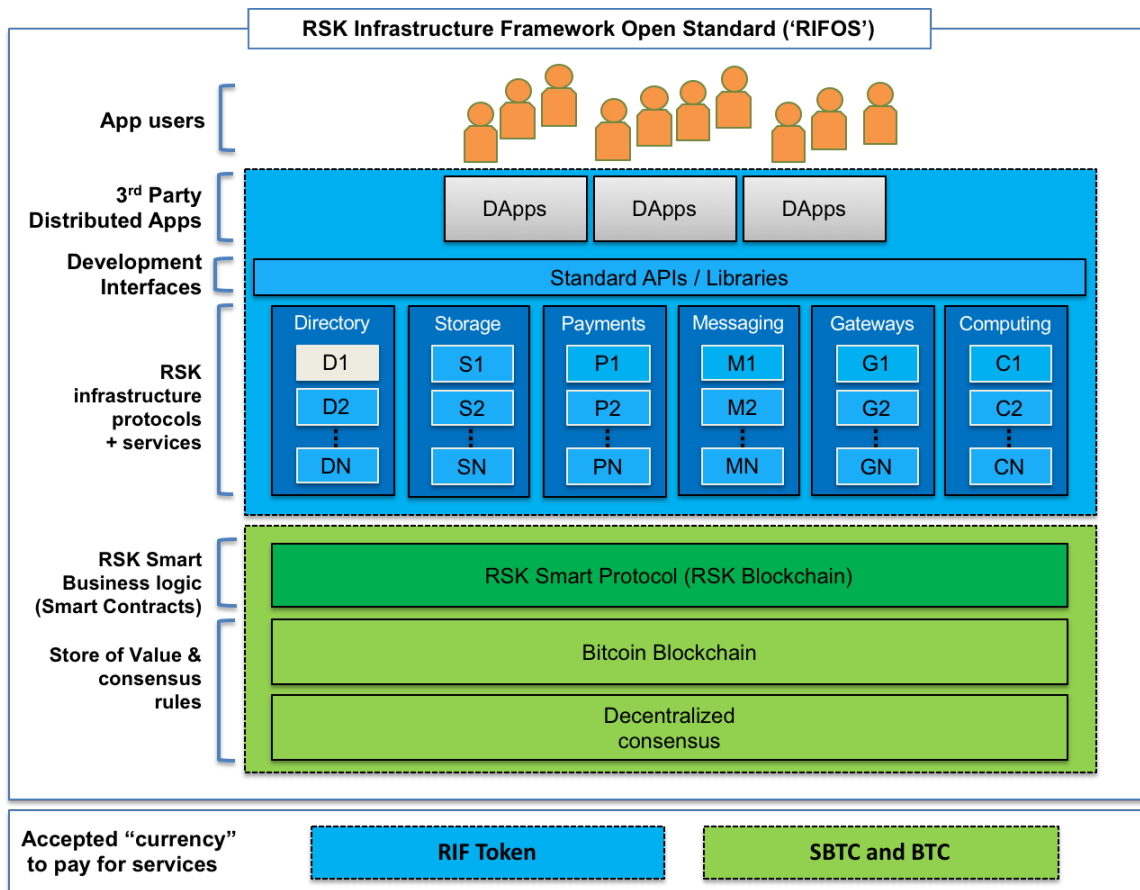 RSK Infrastructure Framework Open Standard (‘RIFOS’)
App users
3rd Party
Distributed Apps
DApps DApps DApps
Development
Interfaces
Standard APIs / Libraries
RSK
infrastructure
protocols
+ services
Directory Storage Payments Messaging Gateways Computing
D1 S1 P1 M1 G1 C1
D2 S2 P2 M2 G2 C2
DN SN PN MN GN CN
RSK Smart
Business logic
(Smart Contracts)
RSK Smart Protocol (RSK Blockchain)
Store of Value &
consensus
rules
Bitcoin Blockchain
Decentralized
consensus
Accepted “currency”
to pay for services
RIF Token
SBTC and BTC